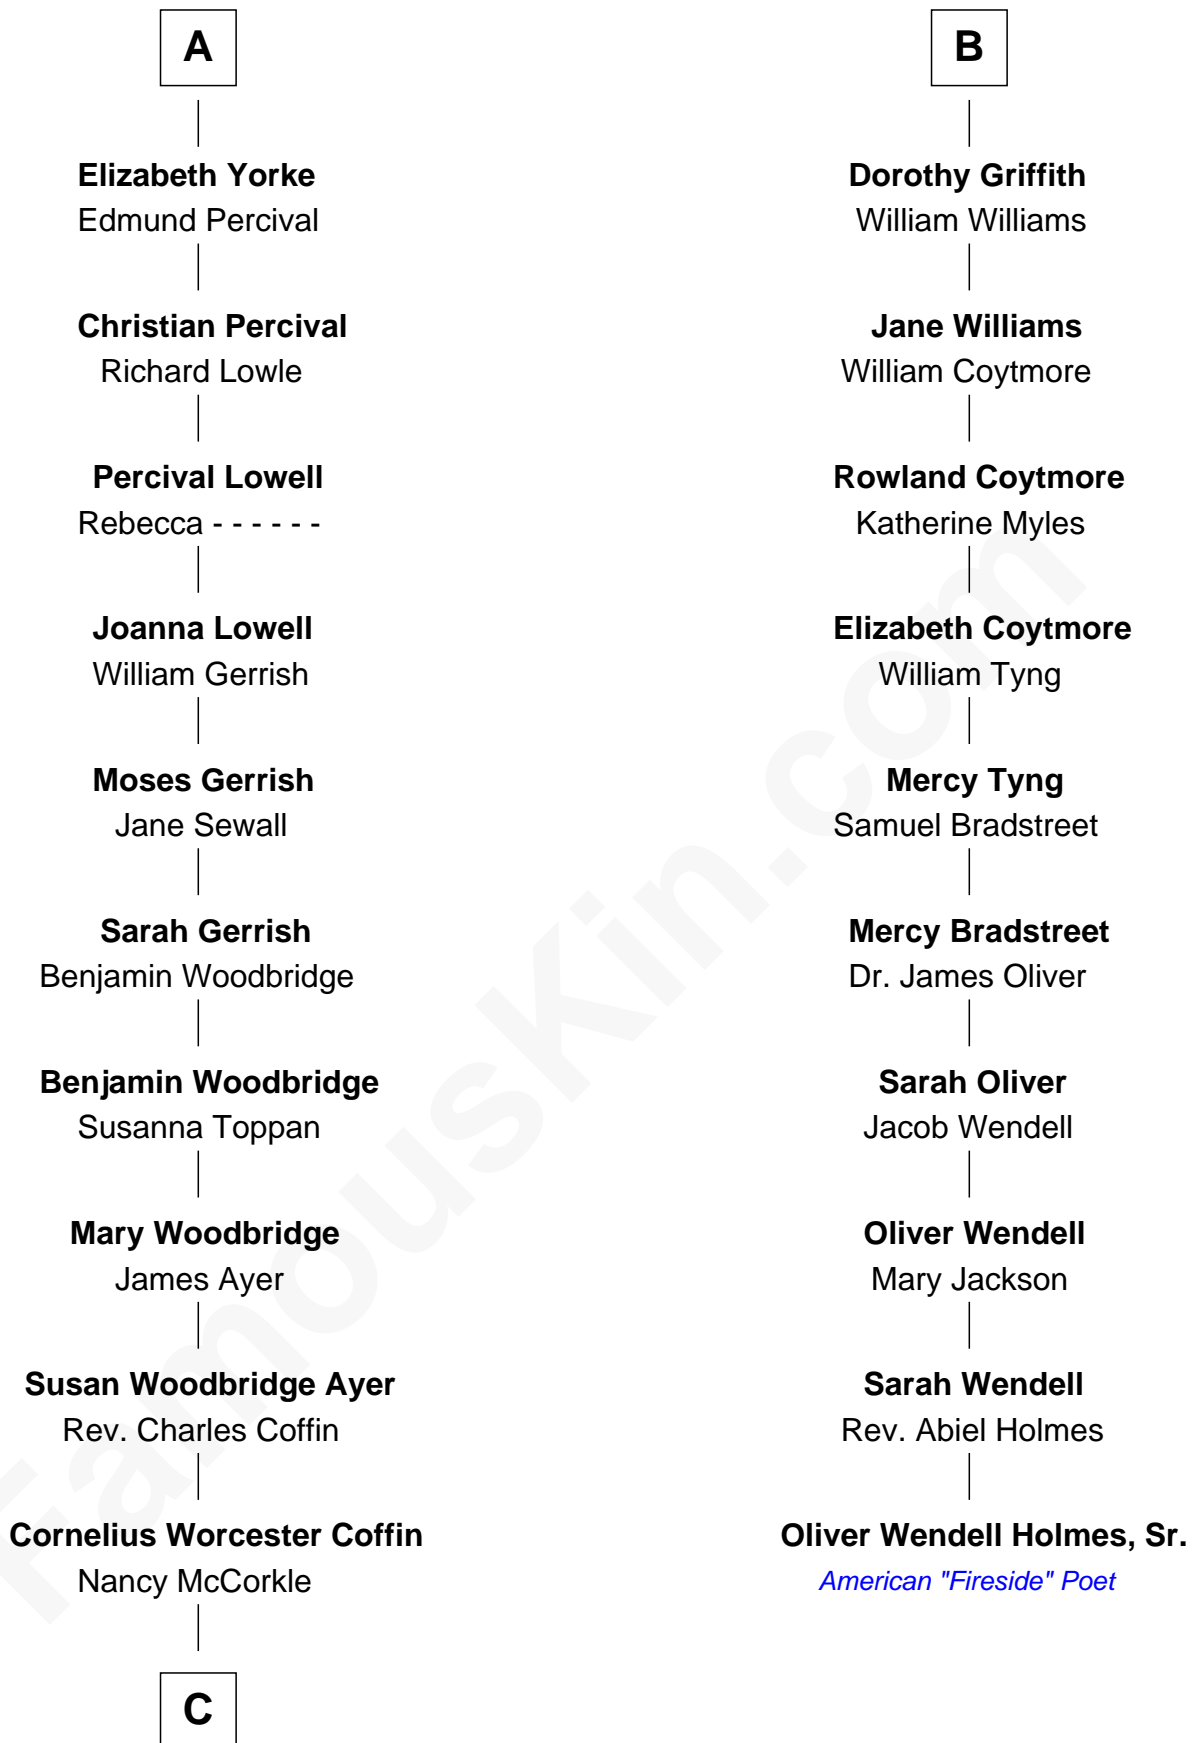 A
Elizabeth Yorke
Edmund Percival
Christian Percival
Richard Lowle
Percival Lowell
Rebecca - - - - - -
Joanna Lowell
William Gerrish
Moses Gerrish
Jane Sewall
Sarah Gerrish
Benjamin Woodbridge
Benjamin Woodbridge
Susanna Toppan
Mary Woodbridge
James Ayer
Susan Woodbridge Ayer
Rev. Charles Coffin
Cornelius Worcester Coffin
Nancy McCorkle
C
B
Dorothy Griffith
William Williams
Jane Williams
William Coytmore
Rowland Coytmore
Katherine Myles
Elizabeth Coytmore
William Tyng
Mercy Tyng
Samuel Bradstreet
Mercy Bradstreet
Dr. James Oliver
Sarah Oliver
Jacob Wendell
Oliver Wendell
Mary Jackson
Sarah Wendell
Rev. Abiel Holmes
Oliver Wendell Holmes, Sr.
American "Fireside" Poet
FamousKin.com